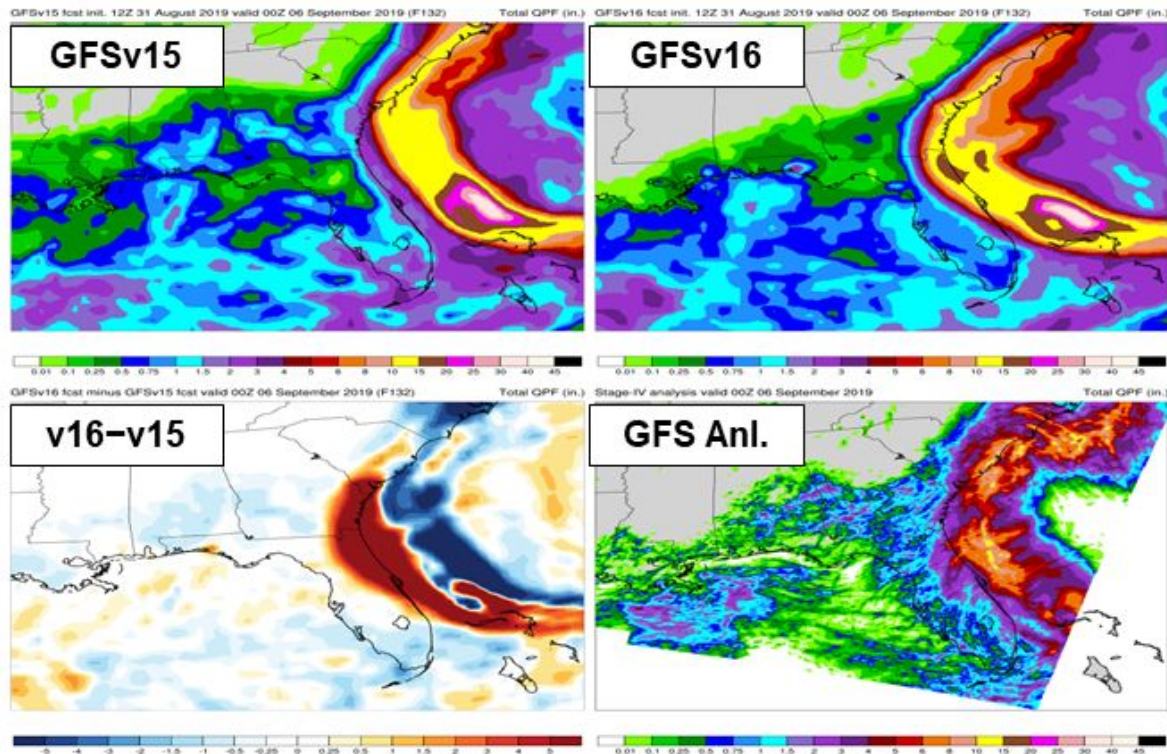 GFSv15 fcst init. 12Z 31 August 2019 valid 00Z 06 September 2019 (F132) Total QPF (in.)
GFSv15
0.01 0.1 0.25 0.5 0.75 1 1.5 2 3 4 5 6 8 10 15 20 25 30 40 45
GFSv16 fcst init. 12Z 31 August 2019 valid 00Z 06 September 2019 (F132) Total QPF (in.)
GFSv16
0.01 0.1 0.25 0.5 0.75 1 1.5 2 3 4 5 6 8 10 15 20 25 30 40 45
GFSv16 fcst minus GFSv15 fcst valid 00Z 06 September 2019 (F132) Total QPF (in.)
v16−v15
-5 -4 -3 -2 -1.5 -1 -0.5 -0.25 0 0.25 0.5 1 1.5 2 3 4 5
Stage-IV analysis valid 00Z 06 September 2019 Total QPF (in.)
GFS Anl.
0.01 0.1 0.25 0.5 0.75 1 1.5 2 3 4 5 6 8 10 15 20 25 30 40 45